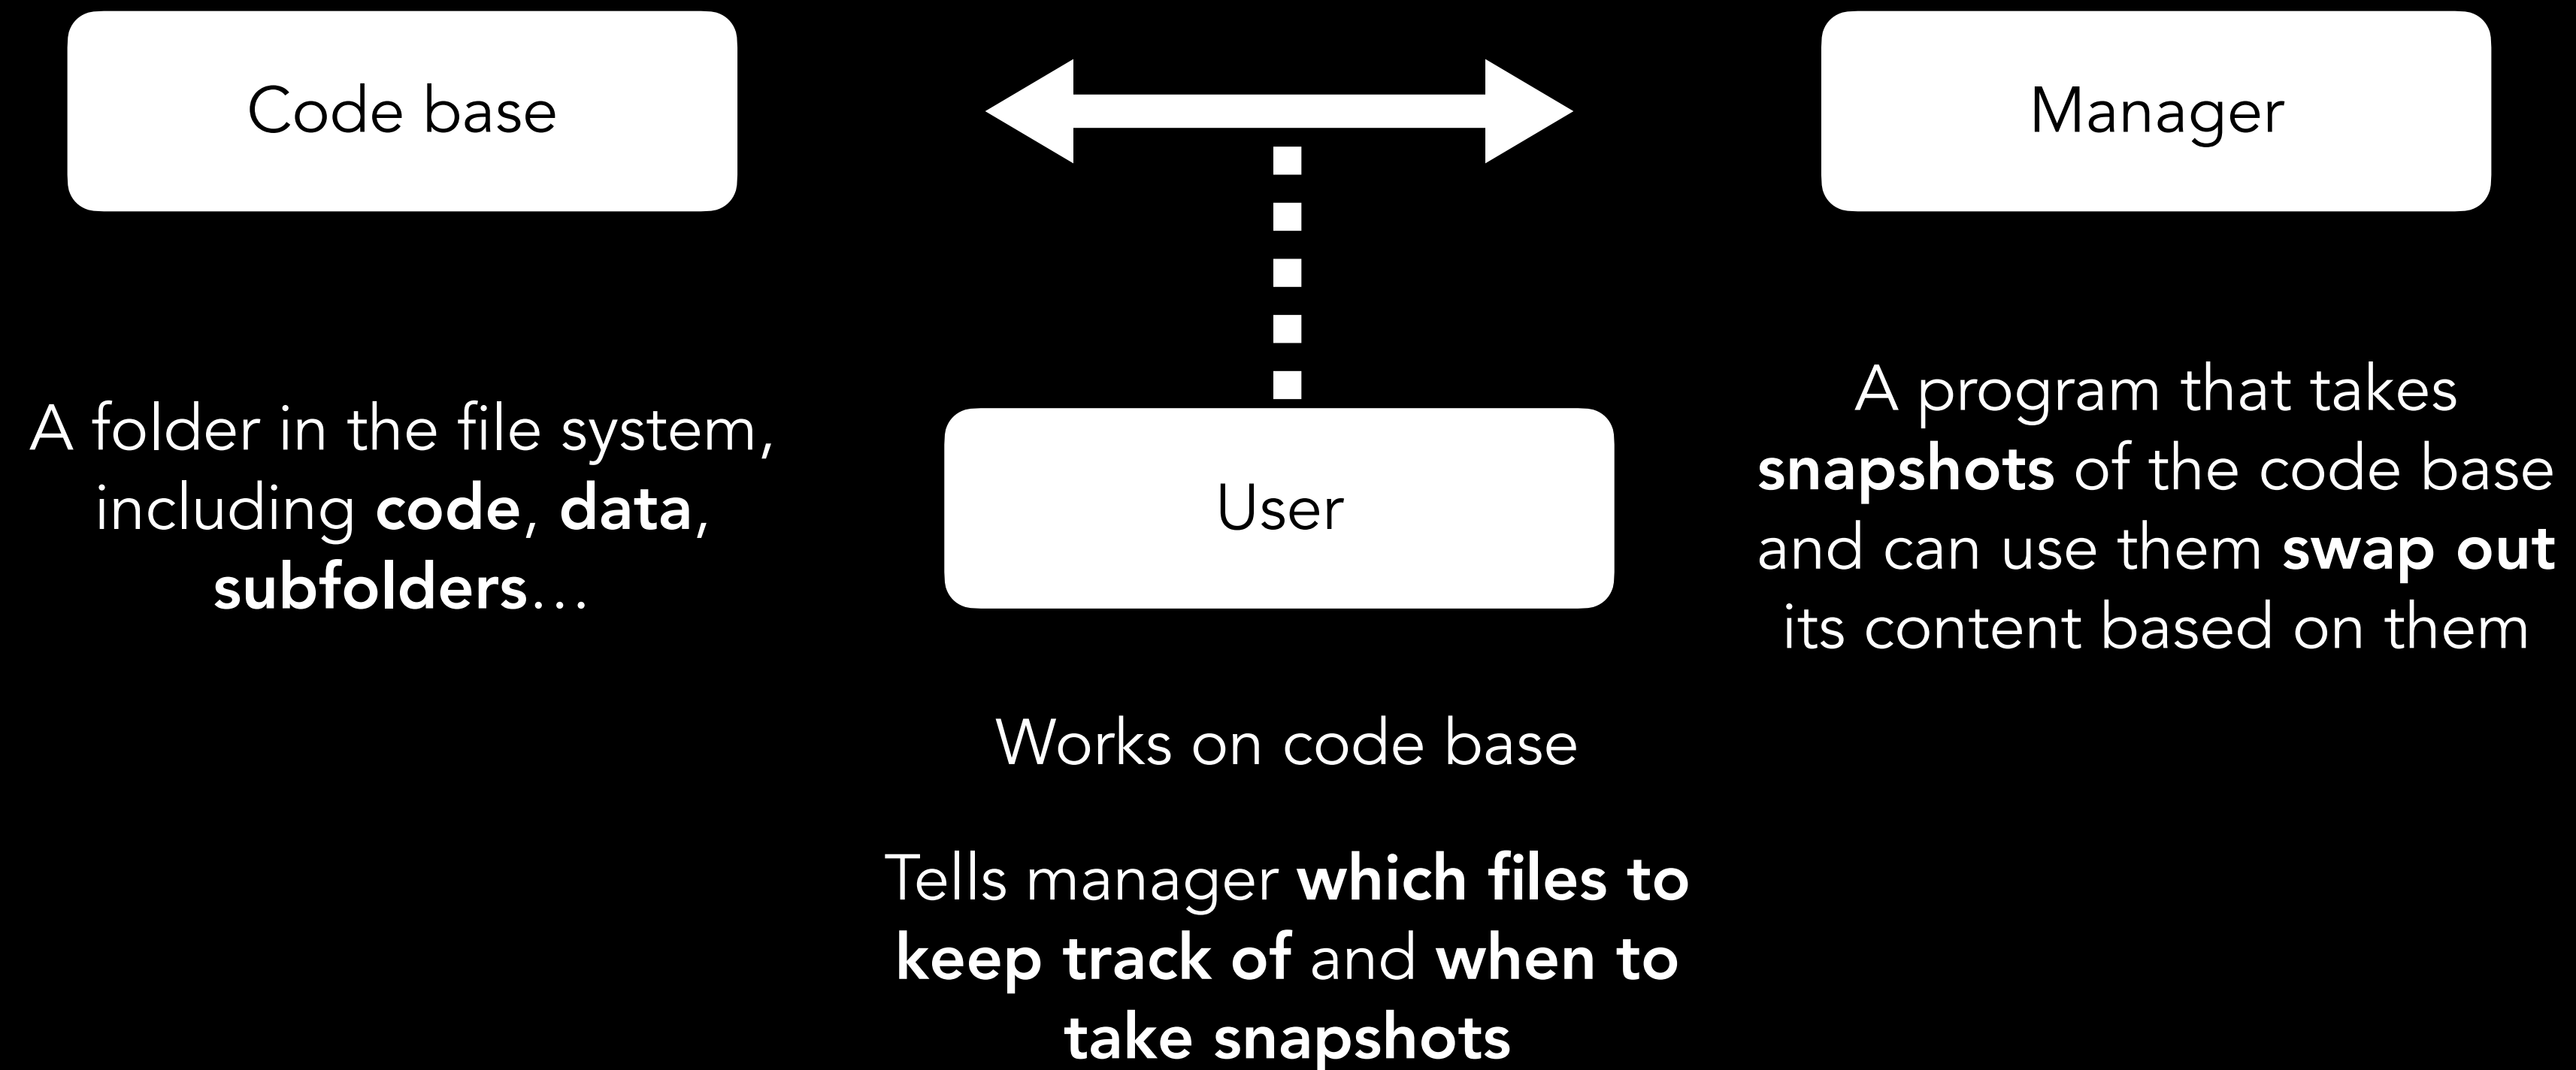 Code base
Manager
A folder in the file system,
including code, data,
subfolders…
User
Works on code base
Tells manager which files to
keep track of and when to
take snapshots
A program that takes
snapshots of the code base
and can use them swap out
its content based on them